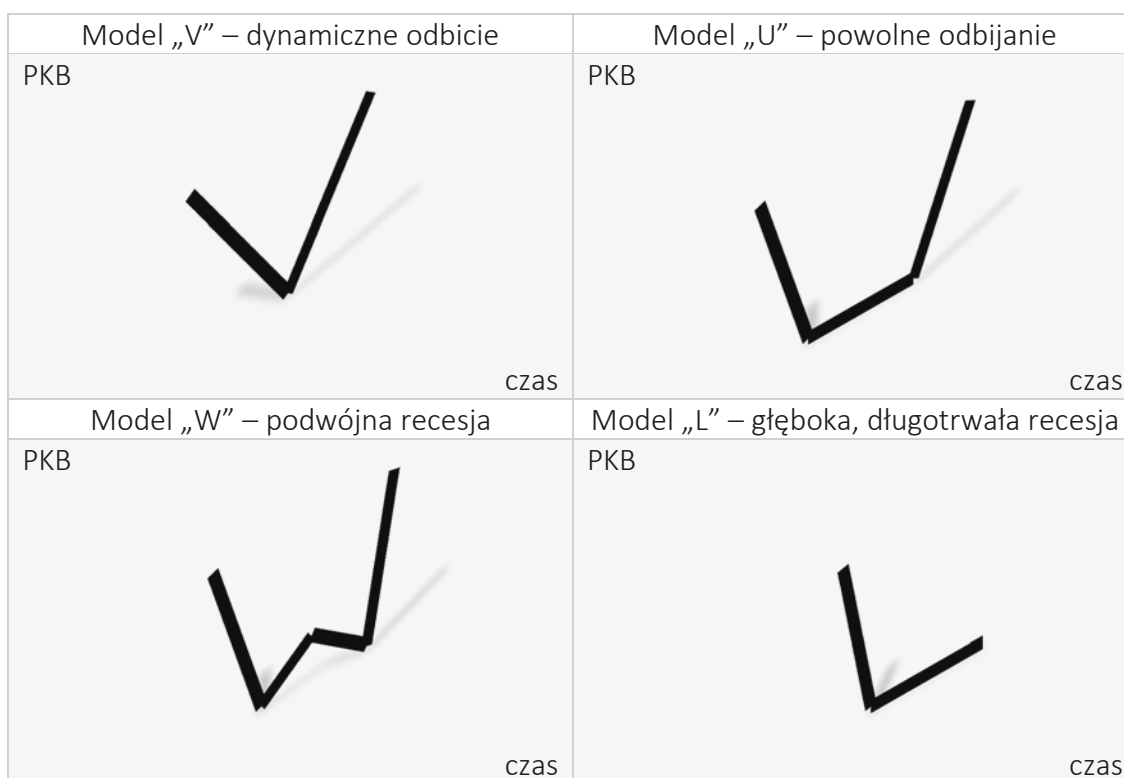 Model „V” – dynamiczne odbicie
Model „U” – powolne odbijanie
PKB
PKB
czas
czas
Model „W” – podwójna recesja
Model „L” – głęboka, długotrwała recesja
PKB
PKB
czas
czas